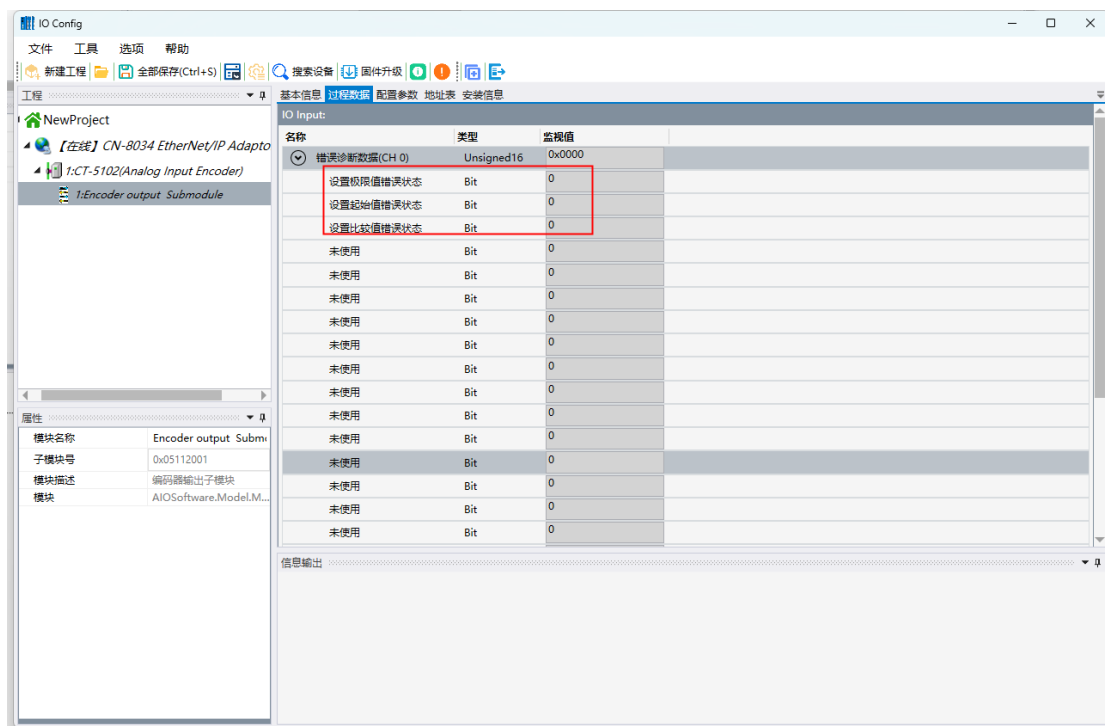 IO Config
文件 工具 选项 帮助
新建工程 全部保存(Ctrl+S) 搜索设备 固件升级
工程
NewProject
【在线】CN-8034 EtherNet/IP Adapto
1:CT-5102(Analog Input Encoder)
1:Encoder output Submodule
属性
模块名称 Encoder output Submo
子模块号 0x05112001
模块描述 编码器输出子模块
模块 AIOSoftware.Model.M...
基本信息 过程数据 配置参数 地址表 安装信息
IO Input:
名称 类型 监视值
错误诊断数据(CH 0) Unsigned16 0x0000
设置极限值错误状态 Bit 0
设置起始值错误状态 Bit 0
设置比较值错误状态 Bit 0
未使用 Bit 0
未使用 Bit 0
未使用 Bit 0
未使用 Bit 0
未使用 Bit 0
未使用 Bit 0
未使用 Bit 0
未使用 Bit 0
未使用 Bit 0
未使用 Bit 0
未使用 Bit 0
未使用 Bit 0
未使用 Bit 0
信息输出